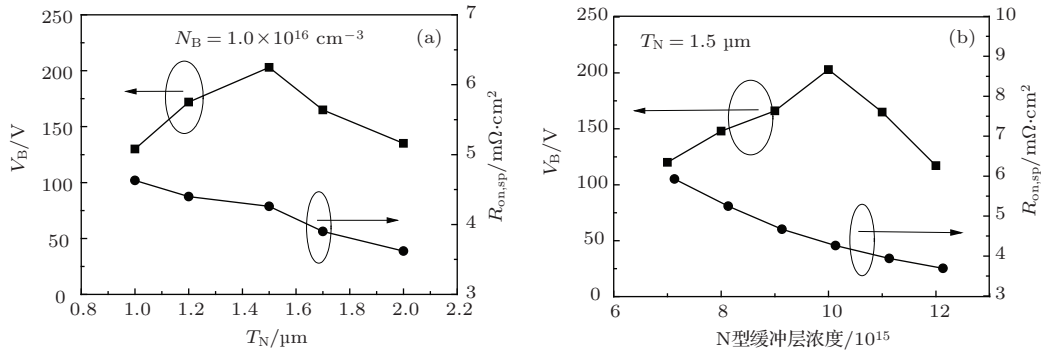 N_B = 1.0×10^16 cm−3
(a)
V_B/V
250
200
150
100
50
0
0.8 1.0 1.2 1.4 1.6 1.8 2.0 2.2
T_N/µm
7
6
5
4
3
R_on,sp/mΩ·cm^2
T_N = 1.5 µm
(b)
V_B/V
250
200
150
100
50
0
6 8 10 12
N型缓冲层浓度/10^15
10
9
8
7
6
5
4
3
R_on,sp/mΩ·cm^2